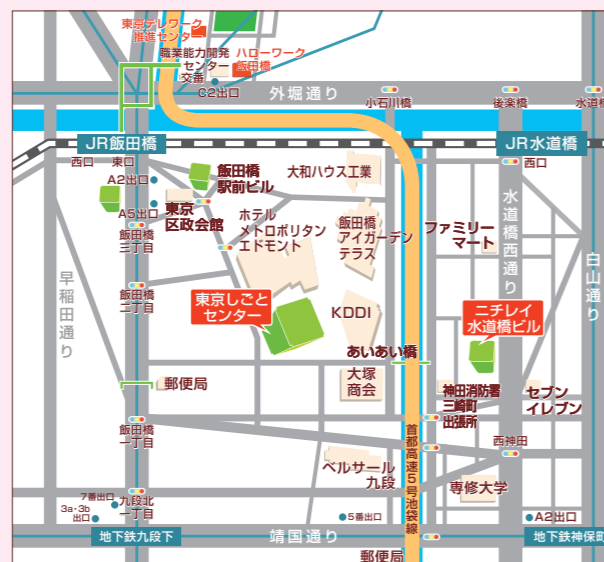 東京テレワーク
推進センター
職業能力開発
センター
ハローワーク
飯田橋
交番
C2出口
外堀通り
小石川橋
後楽橋
水道橋
JR飯田橋
JR水道橋
西口
東口
西口
A2出口
飯田橋
駅前ビル
大和ハウス工業
A5出口
東京
区政会館
ホテル
メトロポリタン
エドモント
飯田橋
アイガーデン
テラス
ファミリー
マート
水道橋西通り
白山通り
飯田橋
三丁目
早稲田通り
飯田橋
二丁目
東京しごと
センター
KDDI
ニチレイ
水道橋ビル
あいあい橋
郵便局
大塚
商会
神田消防署
三崎町
出張所
セブン
イレブン
飯田橋
一丁目
首都高速5号池袋線
西神田
ベルサール
九段
専修大学
7番出口
3a・3b
出口
九段北
一丁目
5番出口
A2出口
地下鉄九段下
靖国通り
地下鉄神保町
郵便局